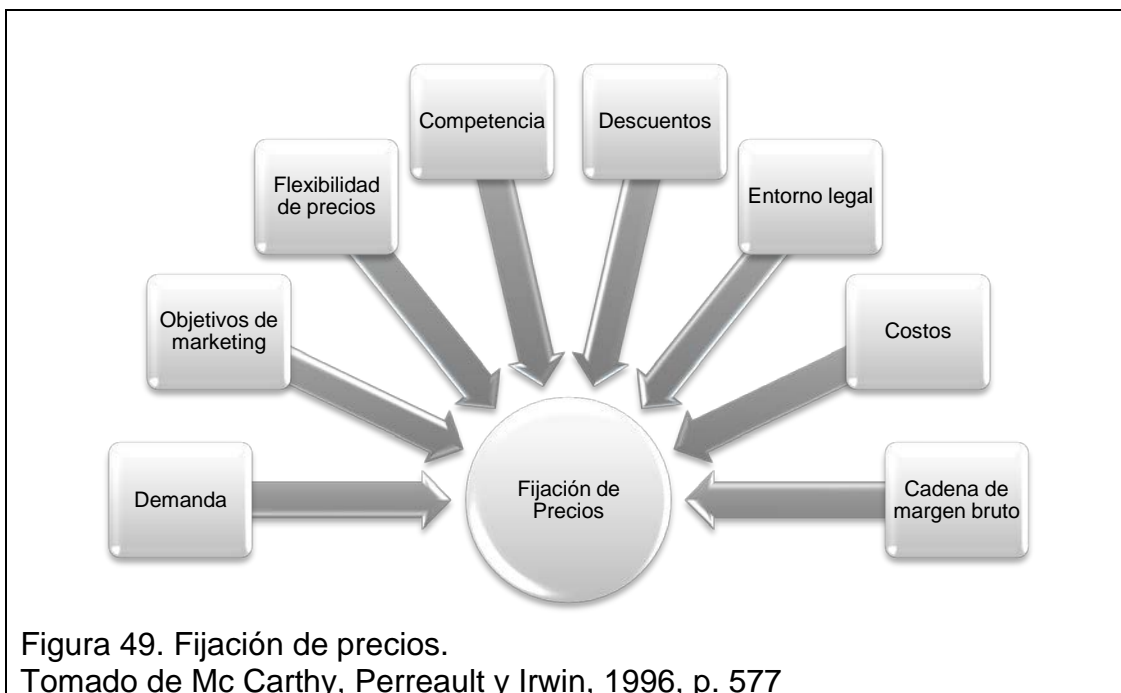 Competencia
Descuentos
Flexibilidad
de precios
Entorno legal
Objetivos de
marketing
Costos
Demanda
Fijación de
Precios
Cadena de
margen bruto
Figura 49. Fijación de precios.
Tomado de Mc Carthy, Perreault y Irwin, 1996, p. 577